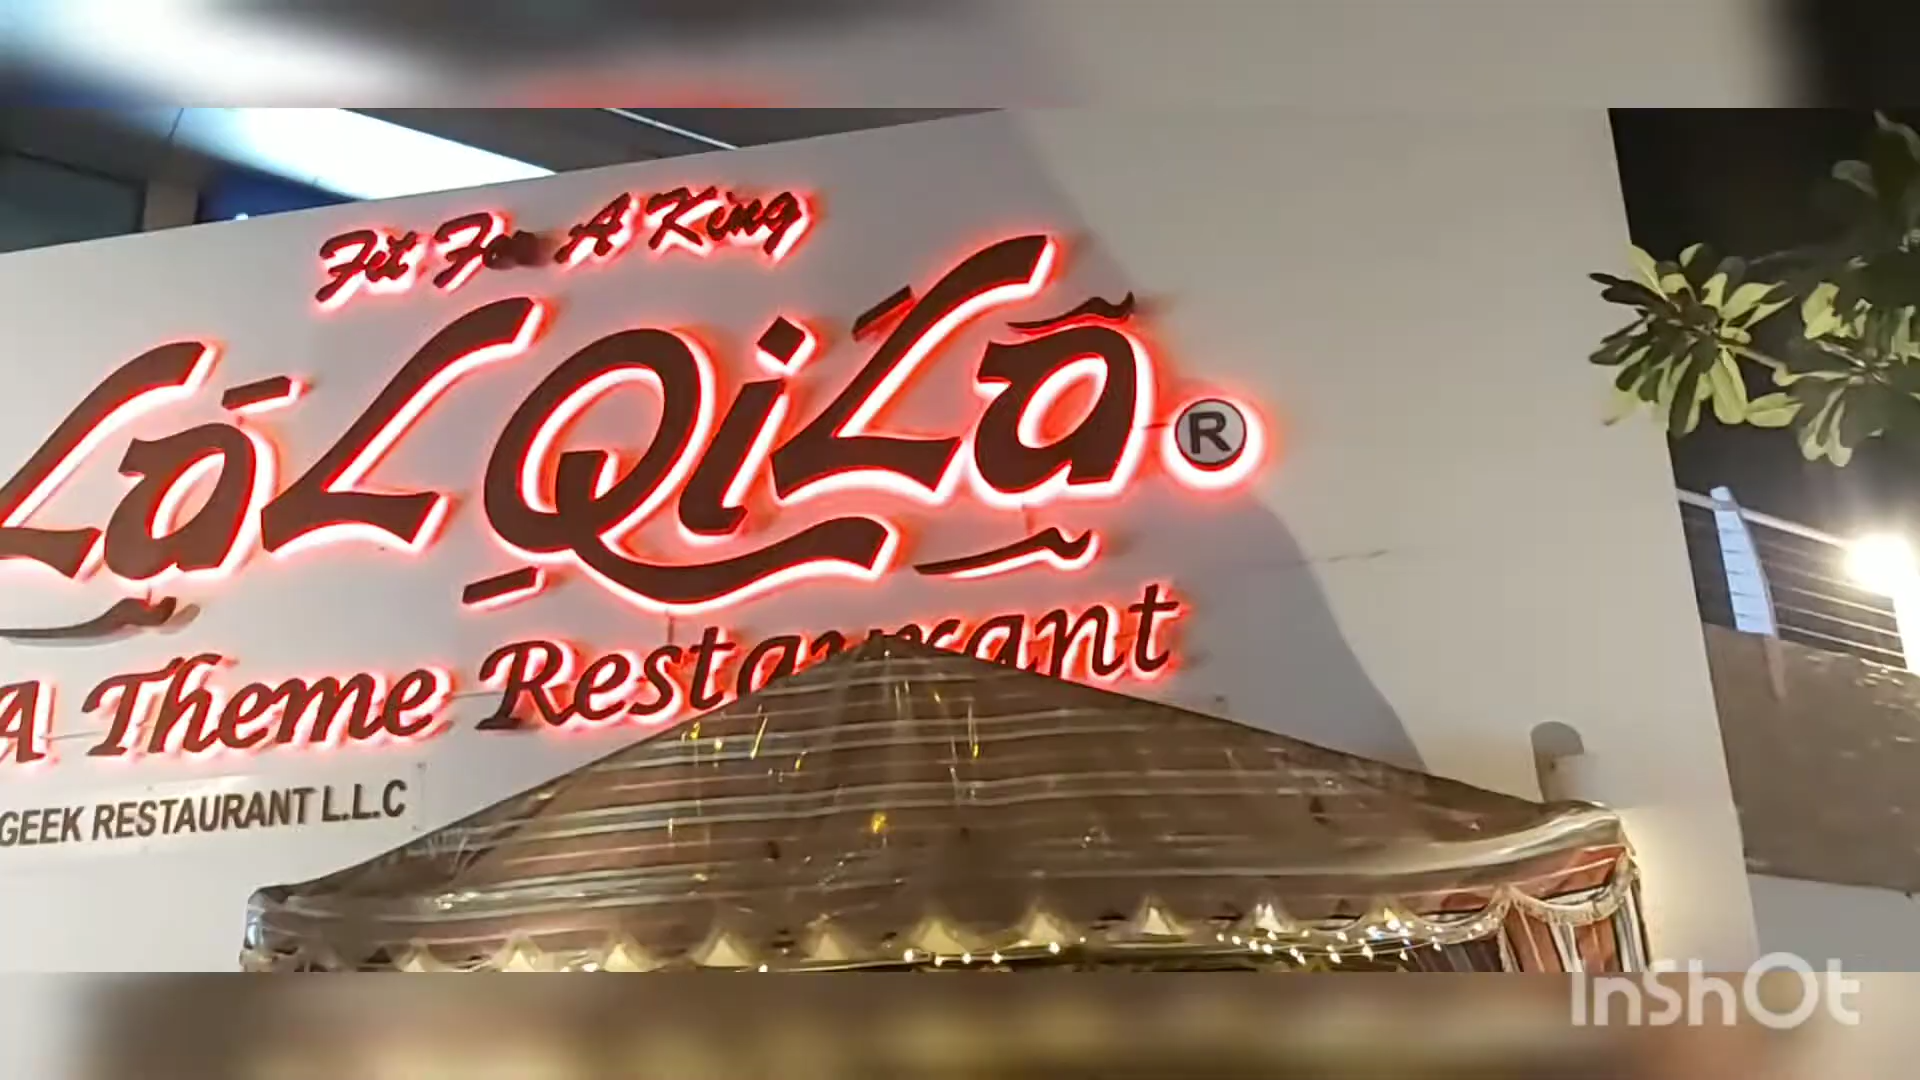 Fit For A King
LaL QiLa ®
A Theme Restaurant
GEEK RESTAURANT L.L.C
InShOt